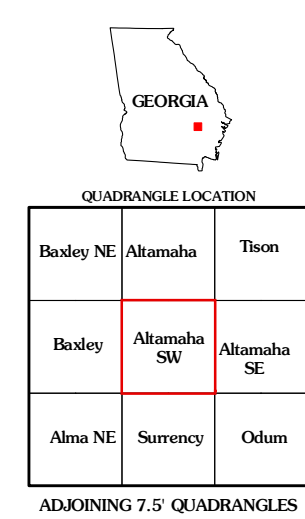 GEORGIA
QUADRANGLE LOCATION
Baxley NE Altamaha Tison
Baxley Altamaha SW Altamaha SE
Alma NE Surrency Odum
ADJOINING 7.5' QUADRANGLES